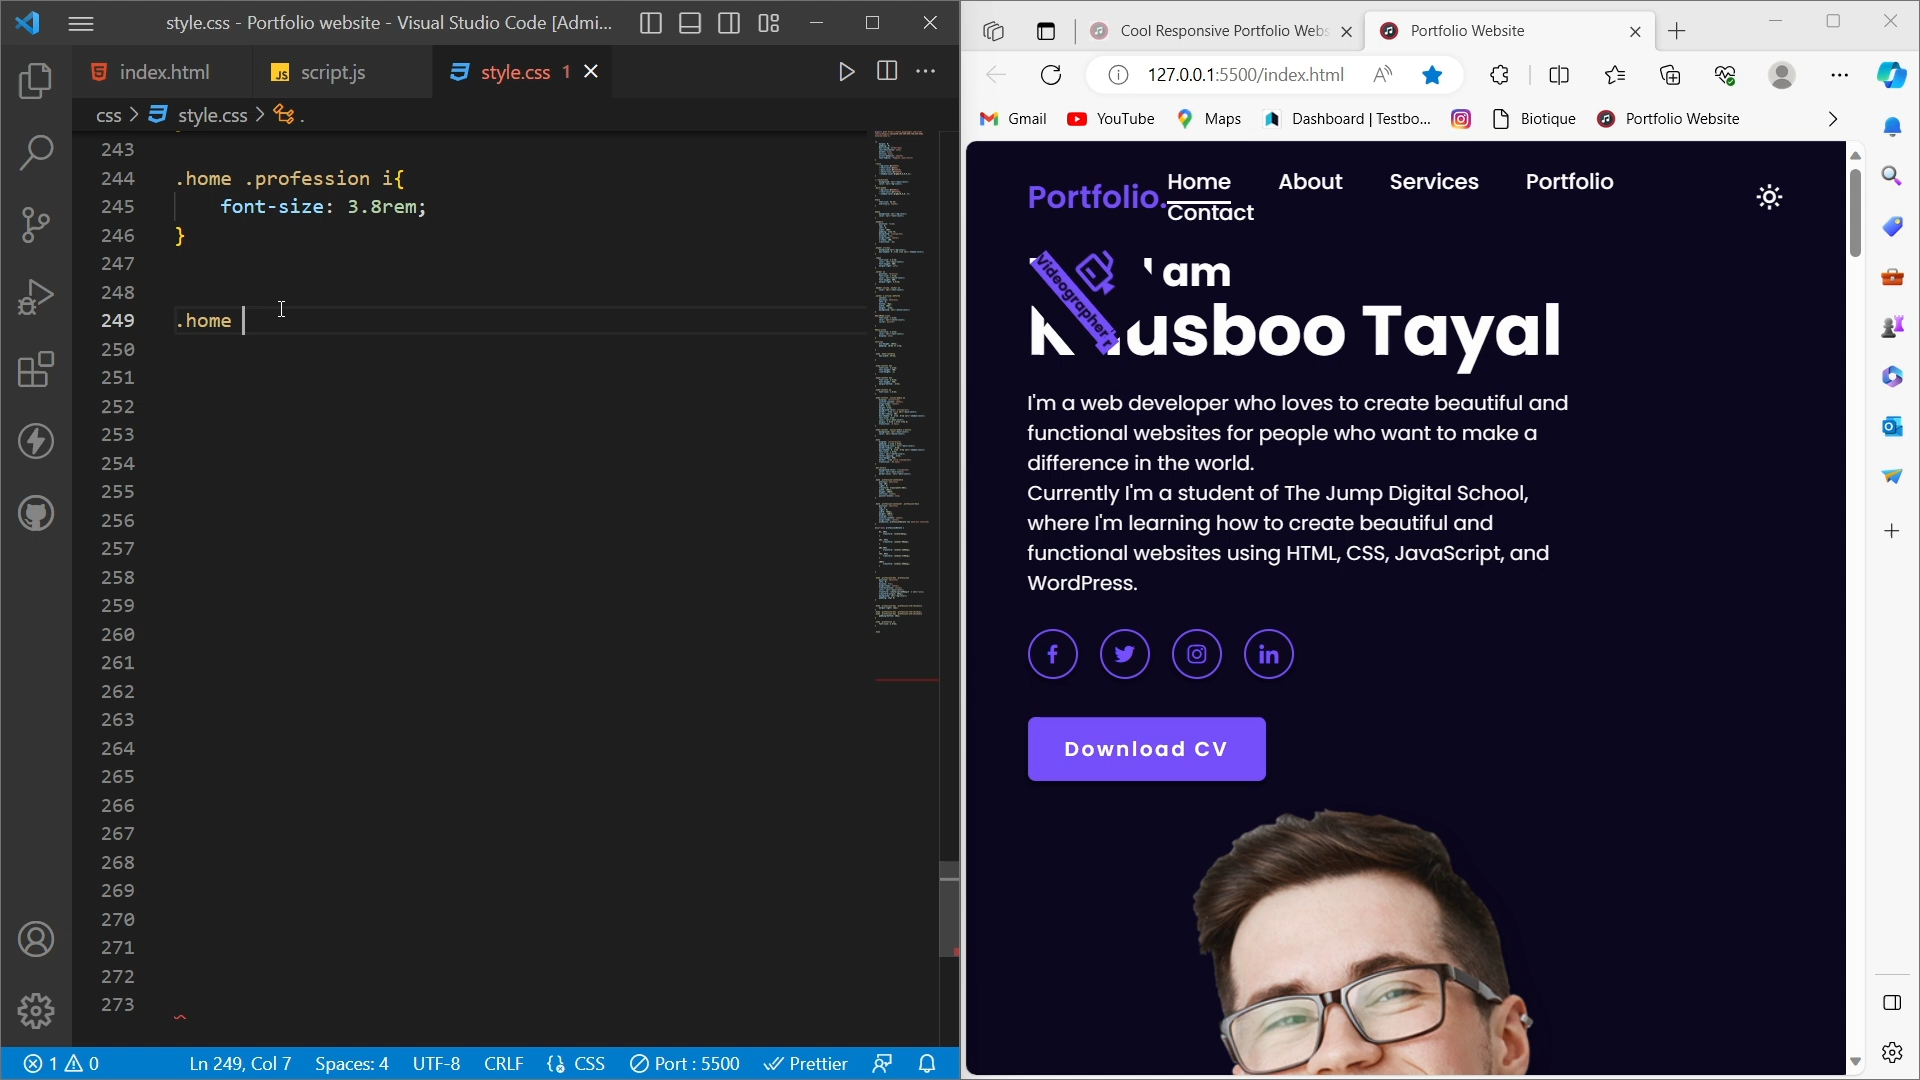 style.css - Portfolio website - Visual Studio Code [Admi...
index.html
script.js
style.css 1
css > style.css > .
243
244 .home .profession i{
245 font-size: 3.8rem;
246 }
247
248
249 .home
250
251
252
253
254
255
256
257
258
259
260
261
262
263
264
265
266
267
268
269
270
271
272
273
1 0
Ln 249, Col 7
Spaces: 4
UTF-8
CRLF
CSS
Port : 5500
Prettier
Cool Responsive Portfolio Webs
Portfolio Website
127.0.0.1:5500/index.html
Gmail
YouTube
Maps
Dashboard | Testbo...
Biotique
Portfolio Website
Portfolio.
Home
About
Services
Portfolio
Contact
Videographer
am
usboo Tayal
I'm a web developer who loves to create beautiful and
functional websites for people who want to make a
difference in the world.
Currently I'm a student of The Jump Digital School,
where I'm learning how to create beautiful and
functional websites using HTML, CSS, JavaScript, and
WordPress.
Download CV